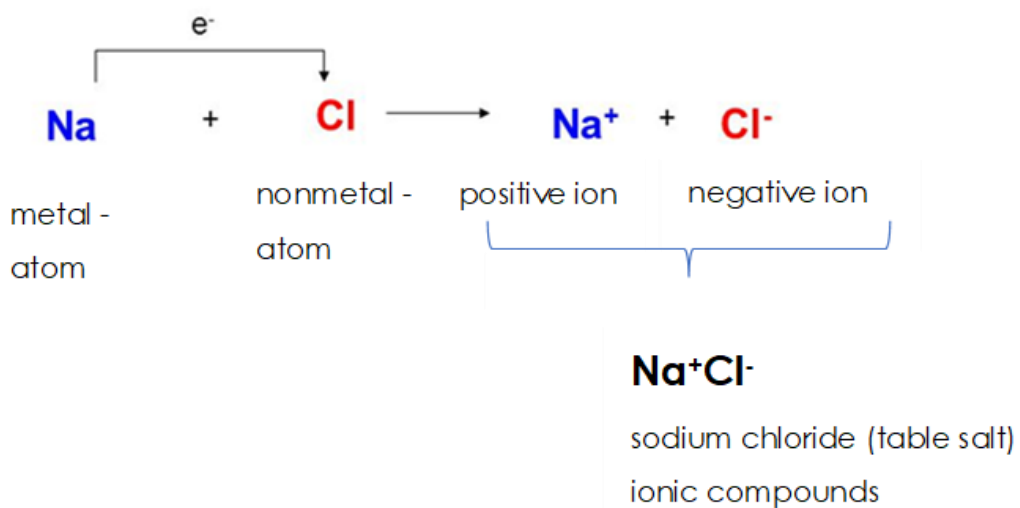 e-
Na + Cl Na+ + Cl-
metal -
atom
nonmetal -
atom
positive ion
negative ion
Na+Cl-
sodium chloride (table salt)
ionic compounds